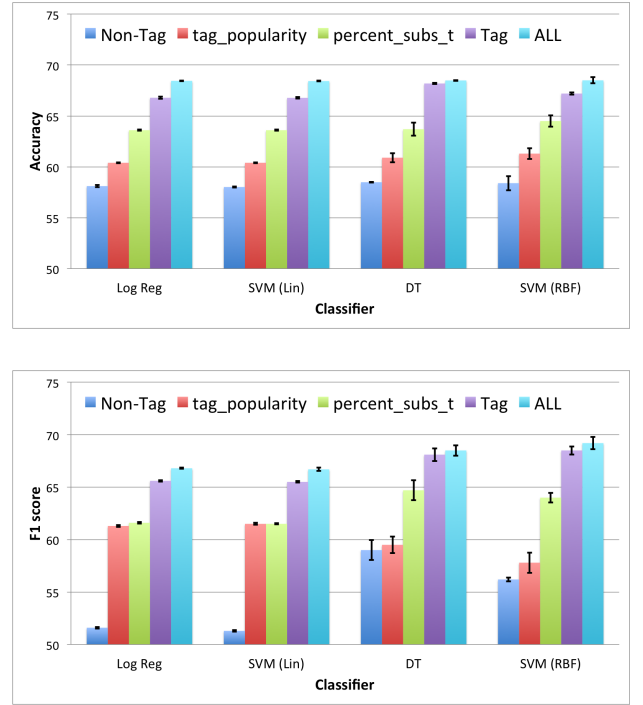 75
70
65
60
55
50
Accuracy
Non-Tag tag_popularity percent_subs_t Tag ALL
Log Reg SVM (Lin) DT SVM (RBF)
Classifier
75
70
65
60
55
50
F1 score
Non-Tag tag_popularity percent_subs_t Tag ALL
Log Reg SVM (Lin) DT SVM (RBF)
Classifier